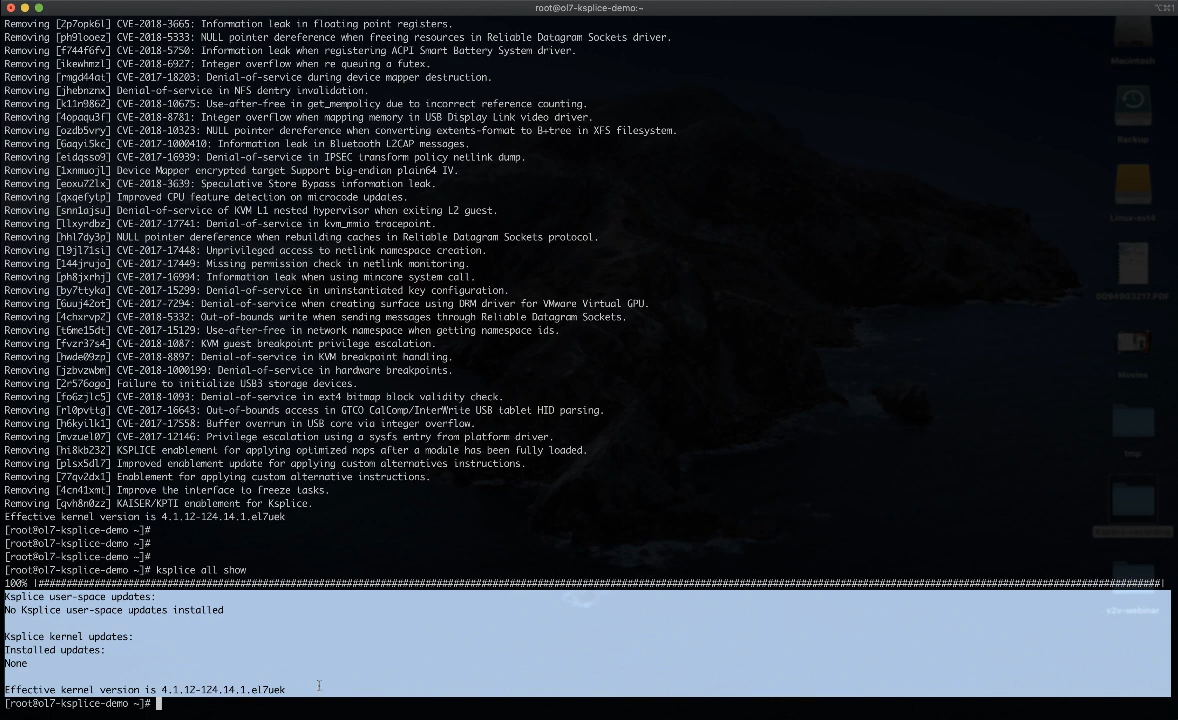 root@ol7-ksplice-demo:~
⌥⌘1
Removing [2p7opk6l] CVE-2018-3665: Information leak in floating point registers.
Removing [ph9looez] CVE-2018-5333: NULL pointer dereference when freeing resources in Reliable Datagram Sockets driver.
Removing [f744f6fv] CVE-2018-5750: Information leak when registering ACPI Smart Battery System driver.
Removing [ikewhmzl] CVE-2018-6927: Integer overflow when re queuing a futex.
Removing [rmgd44at] CVE-2017-18203: Denial-of-service during device mapper destruction.
Removing [jhebnznx] Denial-of-service in NFS dentry invalidation.
Removing [k11n9862] CVE-2018-10675: Use-after-free in get_mempolicy due to incorrect reference counting.
Removing [4opaqu3f] CVE-2018-8781: Integer overflow when mapping memory in USB Display Link video driver.
Removing [ozdb5vry] CVE-2018-10323: NULL pointer dereference when converting extents-format to B+tree in XFS filesystem.
Removing [6aqyi5kc] CVE-2017-1000410: Information leak in Bluetooth L2CAP messages.
Removing [eidqsso9] CVE-2017-16939: Denial-of-service in IPSEC transform policy netlink dump.
Removing [1xnmuojl] Device Mapper encrypted target Support big-endian plain64 IV.
Removing [eoxu72lx] CVE-2018-3639: Speculative Store Bypass information leak.
Removing [qxqefytp] Improved CPU feature detection on microcode updates.
Removing [snn1ajsu] Denial-of-service of KVM L1 nested hypervisor when exiting L2 guest.
Removing [llxyrdbz] CVE-2017-17741: Denial-of-service in kvm_mmio tracepoint.
Removing [hhl7dy3p] NULL pointer dereference when rebuilding caches in Reliable Datagram Sockets protocol.
Removing [l9jl71si] CVE-2017-17448: Unprivileged access to netlink namespace creation.
Removing [144jrujo] CVE-2017-17449: Missing permission check in netlink monitoring.
Removing [ph8jxrhj] CVE-2017-16994: Information leak when using mincore system call.
Removing [by7ttyka] CVE-2017-15299: Denial-of-service in uninstantiated key configuration.
Removing [6uuj42ot] CVE-2017-7294: Denial-of-service when creating surface using DRM driver for VMware Virtual GPU.
Removing [4chxrvp2] CVE-2018-5332: Out-of-bounds write when sending messages through Reliable Datagram Sockets.
Removing [t6me15dt] CVE-2017-15129: Use-after-free in network namespace when getting namespace ids.
Removing [fvzr37s4] CVE-2018-1087: KVM guest breakpoint privilege escalation.
Removing [hwde09zp] CVE-2018-8897: Denial-of-service in KVM breakpoint handling.
Removing [jzbvzwbm] CVE-2018-1000199: Denial-of-service in hardware breakpoints.
Removing [2r576ogo] Failure to initialize USB3 storage devices.
Removing [fo6zjlc5] CVE-2018-1093: Denial-of-service in ext4 bitmap block validity check.
Removing [rl0pvttg] CVE-2017-16643: Out-of-bounds access in GTCO CalComp/InterWrite USB tablet HID parsing.
Removing [h6kyilk1] CVE-2017-17558: Buffer overrun in USB core via integer overflow.
Removing [mvzuel07] CVE-2017-12146: Privilege escalation using a sysfs entry from platform driver.
Removing [hi8kb232] KSPLICE enablement for applying optimized nops after a module has been fully loaded.
Removing [plsx5dl7] Improved enablement update for applying custom alternatives instructions.
Removing [77qv2dx1] Enablement for applying custom alternative instructions.
Removing [4cn41xmt] Improve the interface to freeze tasks.
Removing [qvh8n0zz] KAISER/KPTI enablement for Ksplice.
Effective kernel version is 4.1.12-124.14.1.el7uek
[root@ol7-ksplice-demo ~]#
[root@ol7-ksplice-demo ~]#
[root@ol7-ksplice-demo ~]#
[root@ol7-ksplice-demo ~]# ksplice all show
Ksplice user-space updates:
No Ksplice user-space updates installed
Ksplice kernel updates:
Installed updates:
None
Effective kernel version is 4.1.12-124.14.1.el7uek
[root@ol7-ksplice-demo ~]#
Macintosh
Backup
Linux-ext4
Movies
tmp
v2v-webinar